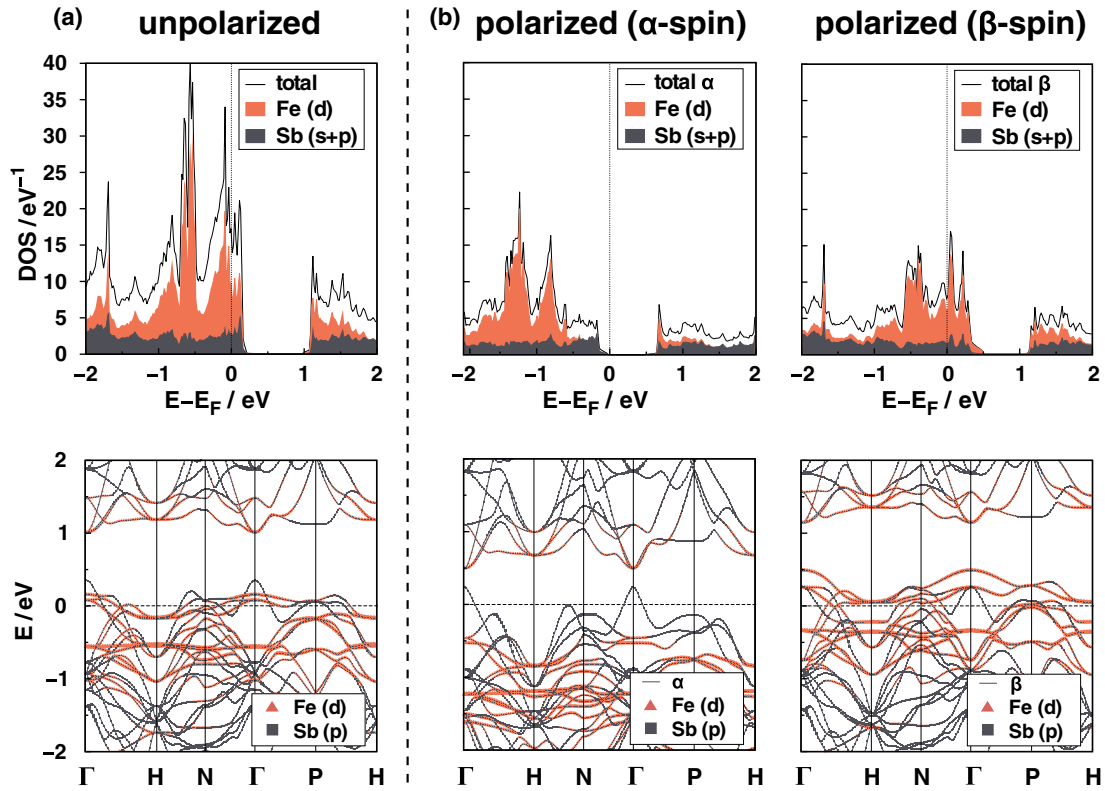 (a) unpolarized
(b) polarized (α-spin) polarized (β-spin)
40
35
30
25
20
15
10
5
0
DOS / eV⁻¹
total
Fe (d)
Sb (s+p)
−2 −1 0 1 2
E−E_F / eV
total α
Fe (d)
Sb (s+p)
−2 −1 0 1 2
E−E_F / eV
total β
Fe (d)
Sb (s+p)
−2 −1 0 1 2
E−E_F / eV
2
1
0
−1
−2
E / eV
Fe (d)
Sb (p)
Γ H N Γ P H
α
Fe (d)
Sb (p)
Γ H N Γ P H
β
Fe (d)
Sb (p)
Γ H N Γ P H